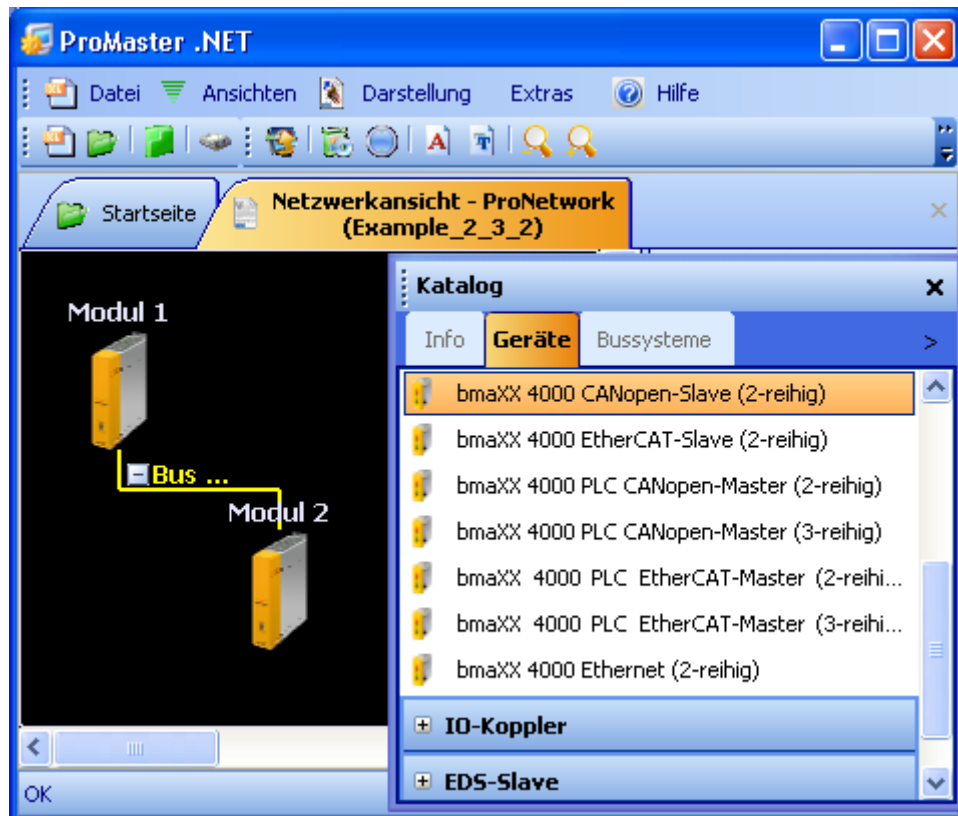 ProMaster .NET
Datei Ansichten Darstellung Extras Hilfe
Startseite
Netzwerkansicht - ProNetwork
(Example_2_3_2)
Modul 1
Bus ...
Modul 2
Katalog
Info Geräte Bussysteme >
bmaXX 4000 CANopen-Slave (2-reihig)
bmaXX 4000 EtherCAT-Slave (2-reihig)
bmaXX 4000 PLC CANopen-Master (2-reihig)
bmaXX 4000 PLC CANopen-Master (3-reihig)
bmaXX 4000 PLC EtherCAT-Master (2-reihi...
bmaXX 4000 PLC EtherCAT-Master (3-reihi...
bmaXX 4000 Ethernet (2-reihig)
IO-Koppler
EDS-Slave
OK